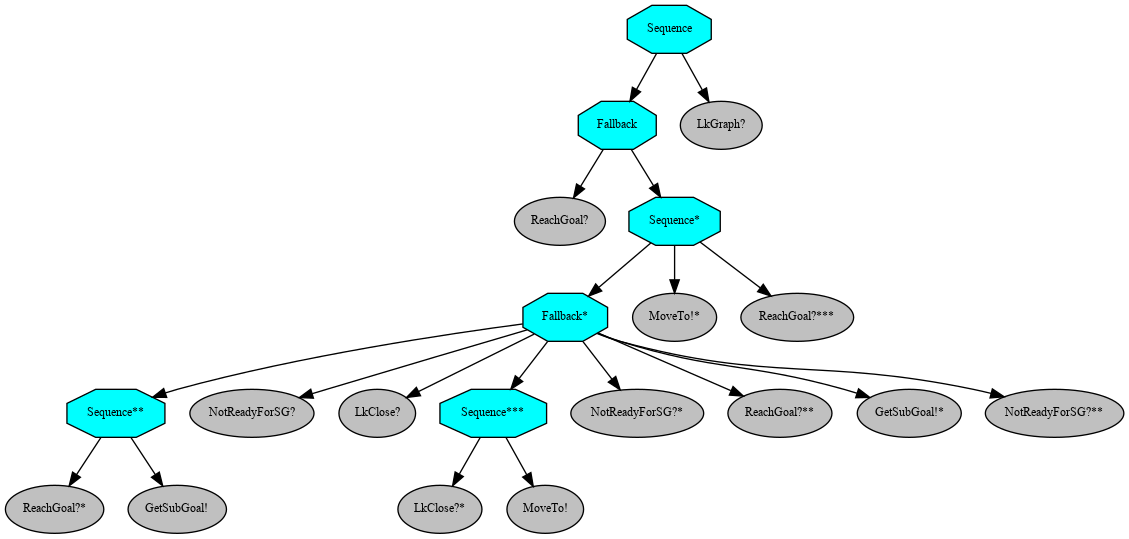 Sequence
Fallback
LkGraph?
ReachGoal?
Sequence*
Fallback*
MoveTo!*
ReachGoal?***
Sequence**
NotReadyForSG?
LkClose?
Sequence***
NotReadyForSG?*
ReachGoal?**
GetSubGoal!*
NotReadyForSG?**
ReachGoal?*
GetSubGoal!
LkClose?*
MoveTo!